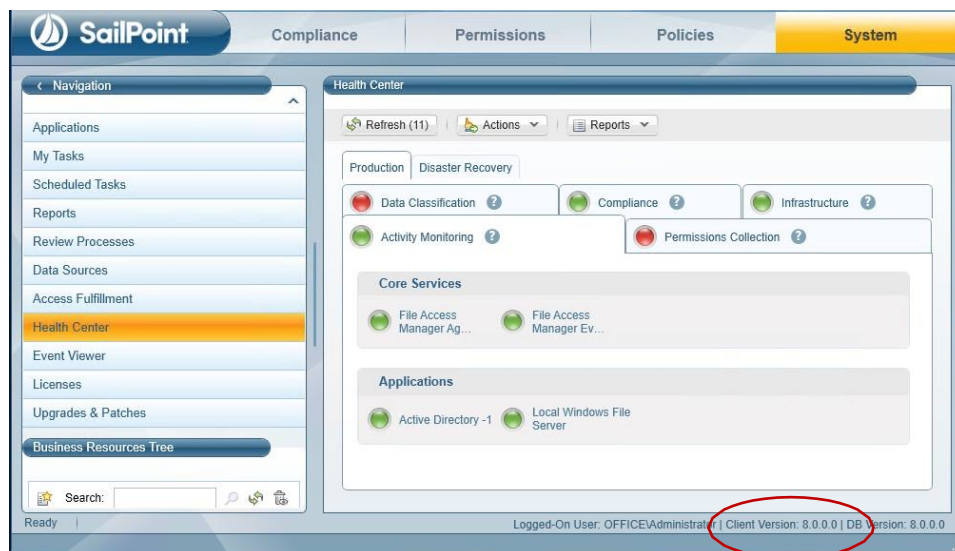 SailPoint
Compliance Permissions Policies System
Navigation
Applications
My Tasks
Scheduled Tasks
Reports
Review Processes
Data Sources
Access Fulfillment
Health Center
Event Viewer
Licenses
Upgrades & Patches
Business Resources Tree
Search:
Health Center
Refresh (11) Actions Reports
Production Disaster Recovery
Data Classification ? Compliance ? Infrastructure ?
Activity Monitoring ? Permissions Collection ?
Core Services
File Access Manager Ag...
File Access Manager Ev...
Applications
Active Directory -1
Local Windows File Server
Ready
Logged-On User: OFFICE\Administrator | Client Version: 8.0.0.0 | DB Version: 8.0.0.0